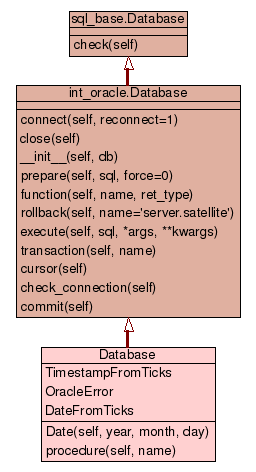 sql_base.Database
check(self)
int_oracle.Database
connect(self, reconnect=1)
close(self)
__init__(self, db)
prepare(self, sql, force=0)
function(self, name, ret_type)
rollback(self, name='server.satellite')
execute(self, sql, *args, **kwargs)
transaction(self, name)
cursor(self)
check_connection(self)
commit(self)
Database
TimestampFromTicks
OracleError
DateFromTicks
Date(self, year, month, day)
procedure(self, name)